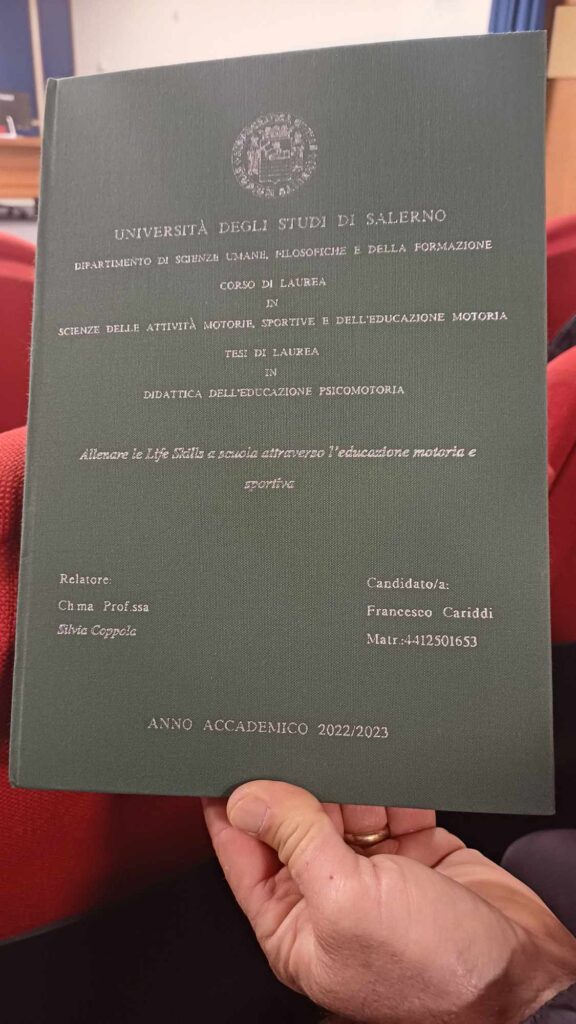 UNIVERSITÀ DEGLI STUDI DI SALERNO
DIPARTIMENTO DI SCIENZE UMANE, FILOSOFICHE E DELLA FORMAZIONE
CORSO DI LAUREA
IN
SCIENZE DELLE ATTIVITÀ MOTORIE, SPORTIVE E DELL'EDUCAZIONE MOTORIA
TESI DI LAUREA
IN
DIDATTICA DELL'EDUCAZIONE PSICOMOTORIA
Allenare le Life Skills a scuola attraverso l'educazione motoria e
sportiva
Relatore:
Ch.ma Prof.ssa
Silvia Coppola
Candidato/a:
Francesco Cariddi
Matr.:4412501653
ANNO ACCADEMICO 2022/2023